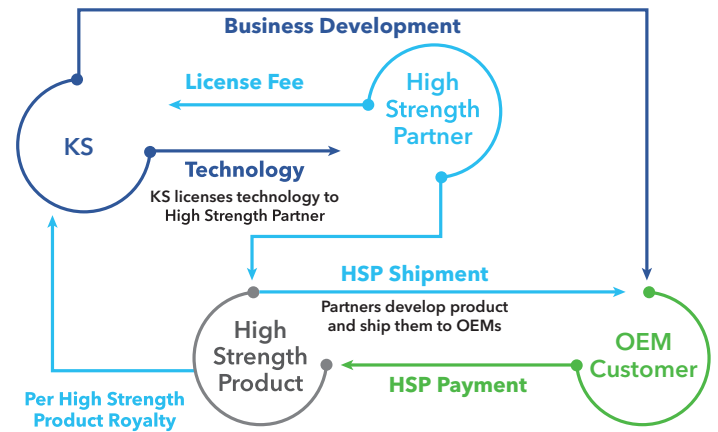 Business Development
License Fee
High
Strength
Partner
KS
Technology
KS licenses technology to
High Strength Partner
HSP Shipment
Partners develop product
and ship them to OEMs
High
Strength
Product
OEM
Customer
HSP Payment
Per High Strength
Product Royalty